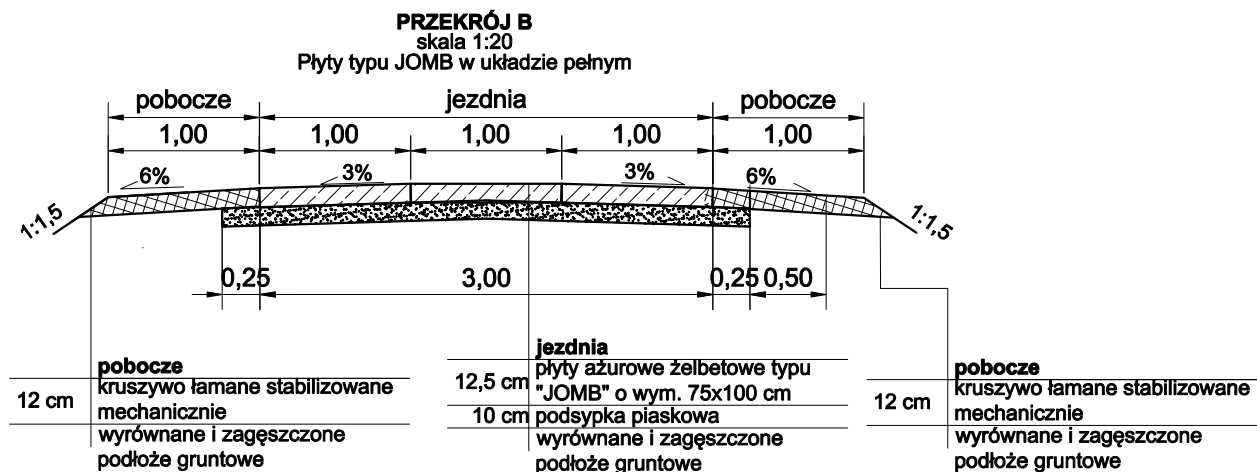 PRZEKRÓJ B
skala 1:20
Płyty typu JOMB w układzie pełnym
pobocze jezdnia pobocze
1,00 1,00 1,00 1,00 1,00
6% 3% 3% 6%
1:1,5 1:1,5
0,25 3,00 0,25 0,50
pobocze
12 cm kruszywo łamane stabilizowane
mechanicznie
wyrównane i zagęszczone
podłoże gruntowe
jezdnia
12,5 cm płyty ażurowe żelbetowe typu
"JOMB" o wym. 75x100 cm
10 cm podsypka piaskowa
wyrównane i zagęszczone
podłoże gruntowe
pobocze
12 cm kruszywo łamane stabilizowane
mechanicznie
wyrównane i zagęszczone
podłoże gruntowe